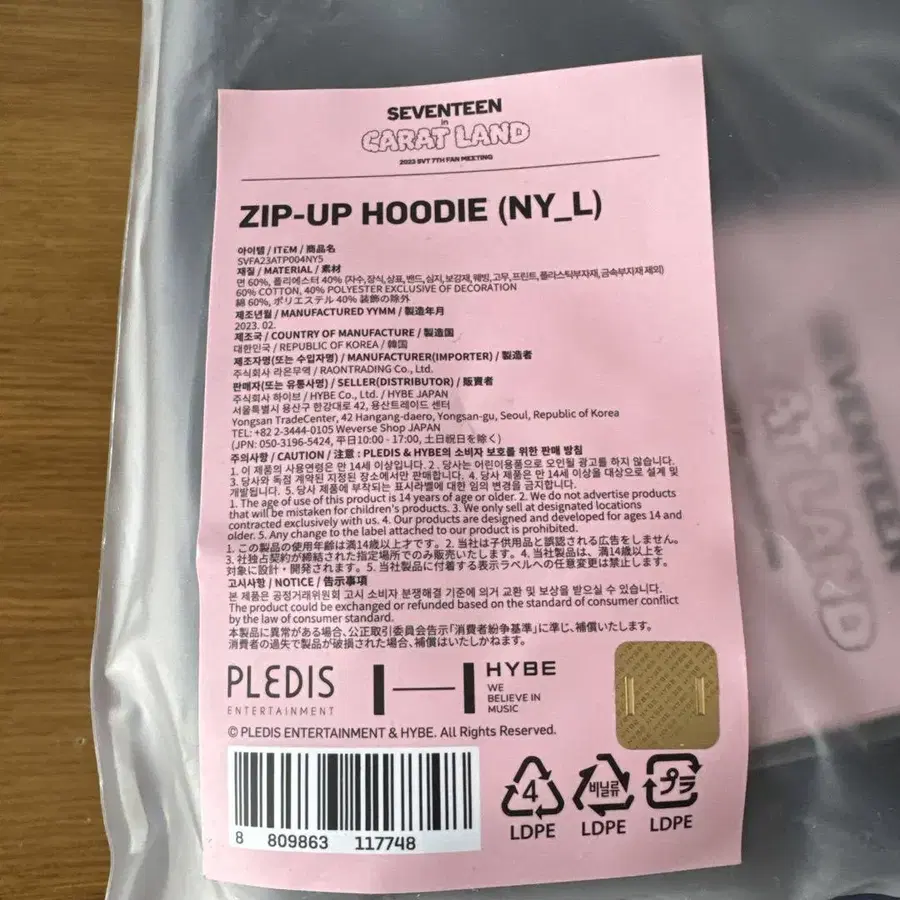 SEVENTEEN
in
CARAT LAND
2023 SVT 7TH FAN MEETING
ZIP-UP HOODIE (NY_L)
아이템 / ITEM / 商品名
SVFA23ATP004NY5
재질 / MATERIAL / 素材
면 60%, 폴리에스터 40% (자수,장식,상표,밴드,심지,보강재,웨빙,고무,프린트,플라스틱부자재,금속부자재 제외)
60% COTTON, 40% POLYESTER EXCLUSIVE OF DECORATION
綿 60%, ポリエステル 40% 装飾の除外
제조년월 / MANUFACTURED YYMM / 製造年月
2023. 02.
제조국 / COUNTRY OF MANUFACTURE / 製造国
대한민국 / REPUBLIC OF KOREA / 韓国
제조자명(또는 수입자명) / MANUFACTURER(IMPORTER) / 製造者
주식회사 라온무역 / RAONTRADING Co., Ltd.
판매자(또는 유통사명) / SELLER(DISTRIBUTOR) / 販賣者
주식회사 하이브 / HYBE Co., Ltd. / HYBE JAPAN
서울특별시 용산구 한강대로 42, 용산트레이드 센터
Yongsan TradeCenter, 42 Hangang-daero, Yongsan-gu, Seoul, Republic of Korea
TEL: +82 2-3444-0105 Weverse Shop JAPAN
(JPN: 050-3196-5424, 平日10:00 - 17:00, 土日祝日を除く)
주의사항 / CAUTION / 注意 : PLEDIS & HYBE의 소비자 보호를 위한 판매 방침
1. 이 제품의 사용연령은 만 14세 이상입니다. 2. 당사는 어린이용품으로 오인될 광고를 하지 않습니다.
3. 당사와 독점 계약된 지정된 장소에서만 판매합니다. 4. 당사 제품은 만 14세 이상을 대상으로 설계 및
개발됩니다. 5. 당사 제품에 부착되는 표시라벨에 대한 임의 변경을 금지합니다.
1. The age of use of this product is 14 years of age or older. 2. We do not advertise products
that will be mistaken for children's products. 3. We only sell at designated locations
contracted exclusively with us. 4. Our products are designed and developed for ages 14 and
older. 5. Any change to the label attached to our product is prohibited.
1. この製品の使用年齢は満14歳以上才です。2. 当社は子供用品と誤認される広告をしません。
3. 社独占契約が締結された指定場所でのみ販売いたします。4. 当社製品は、満14歳以上を
対象に設計・開発されます。5. 当社製品に付着する表示ラベルへの任意変更は禁止します。
고시사항 / NOTICE / 告示事項
본 제품은 공정거래위원회 고시 소비자 분쟁해결 기준에 의거 교환 및 보상을 받으실 수 있습니다.
The product could be exchanged or refunded based on the standard of consumer conflict
by the law of consumer standard.
本製品に異常がある場合、公正取引委員会告示「消費者紛争基準」に準じ、補償いたします。
消費者の過失で製品が破損された場合、補償はいたしかねます。
PLEDIS
ENTERTAINMENT
HYBE
WE
BELIEVE IN
MUSIC
© PLEDIS ENTERTAINMENT & HYBE. All Rights Reserved.
8 809863 117748
4
LDPE
비닐류
LDPE
プラ
LDPE
SEVENTEEN